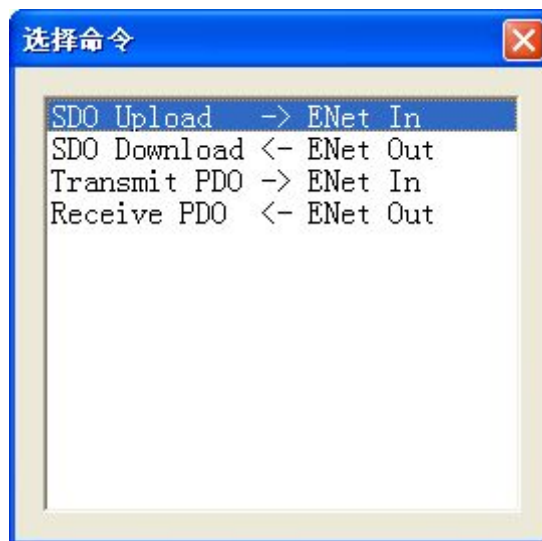 选择命令
SDO Upload   -> ENet In
SDO Download <- ENet Out
Transmit PDO -> ENet In
Receive PDO  <- ENet Out